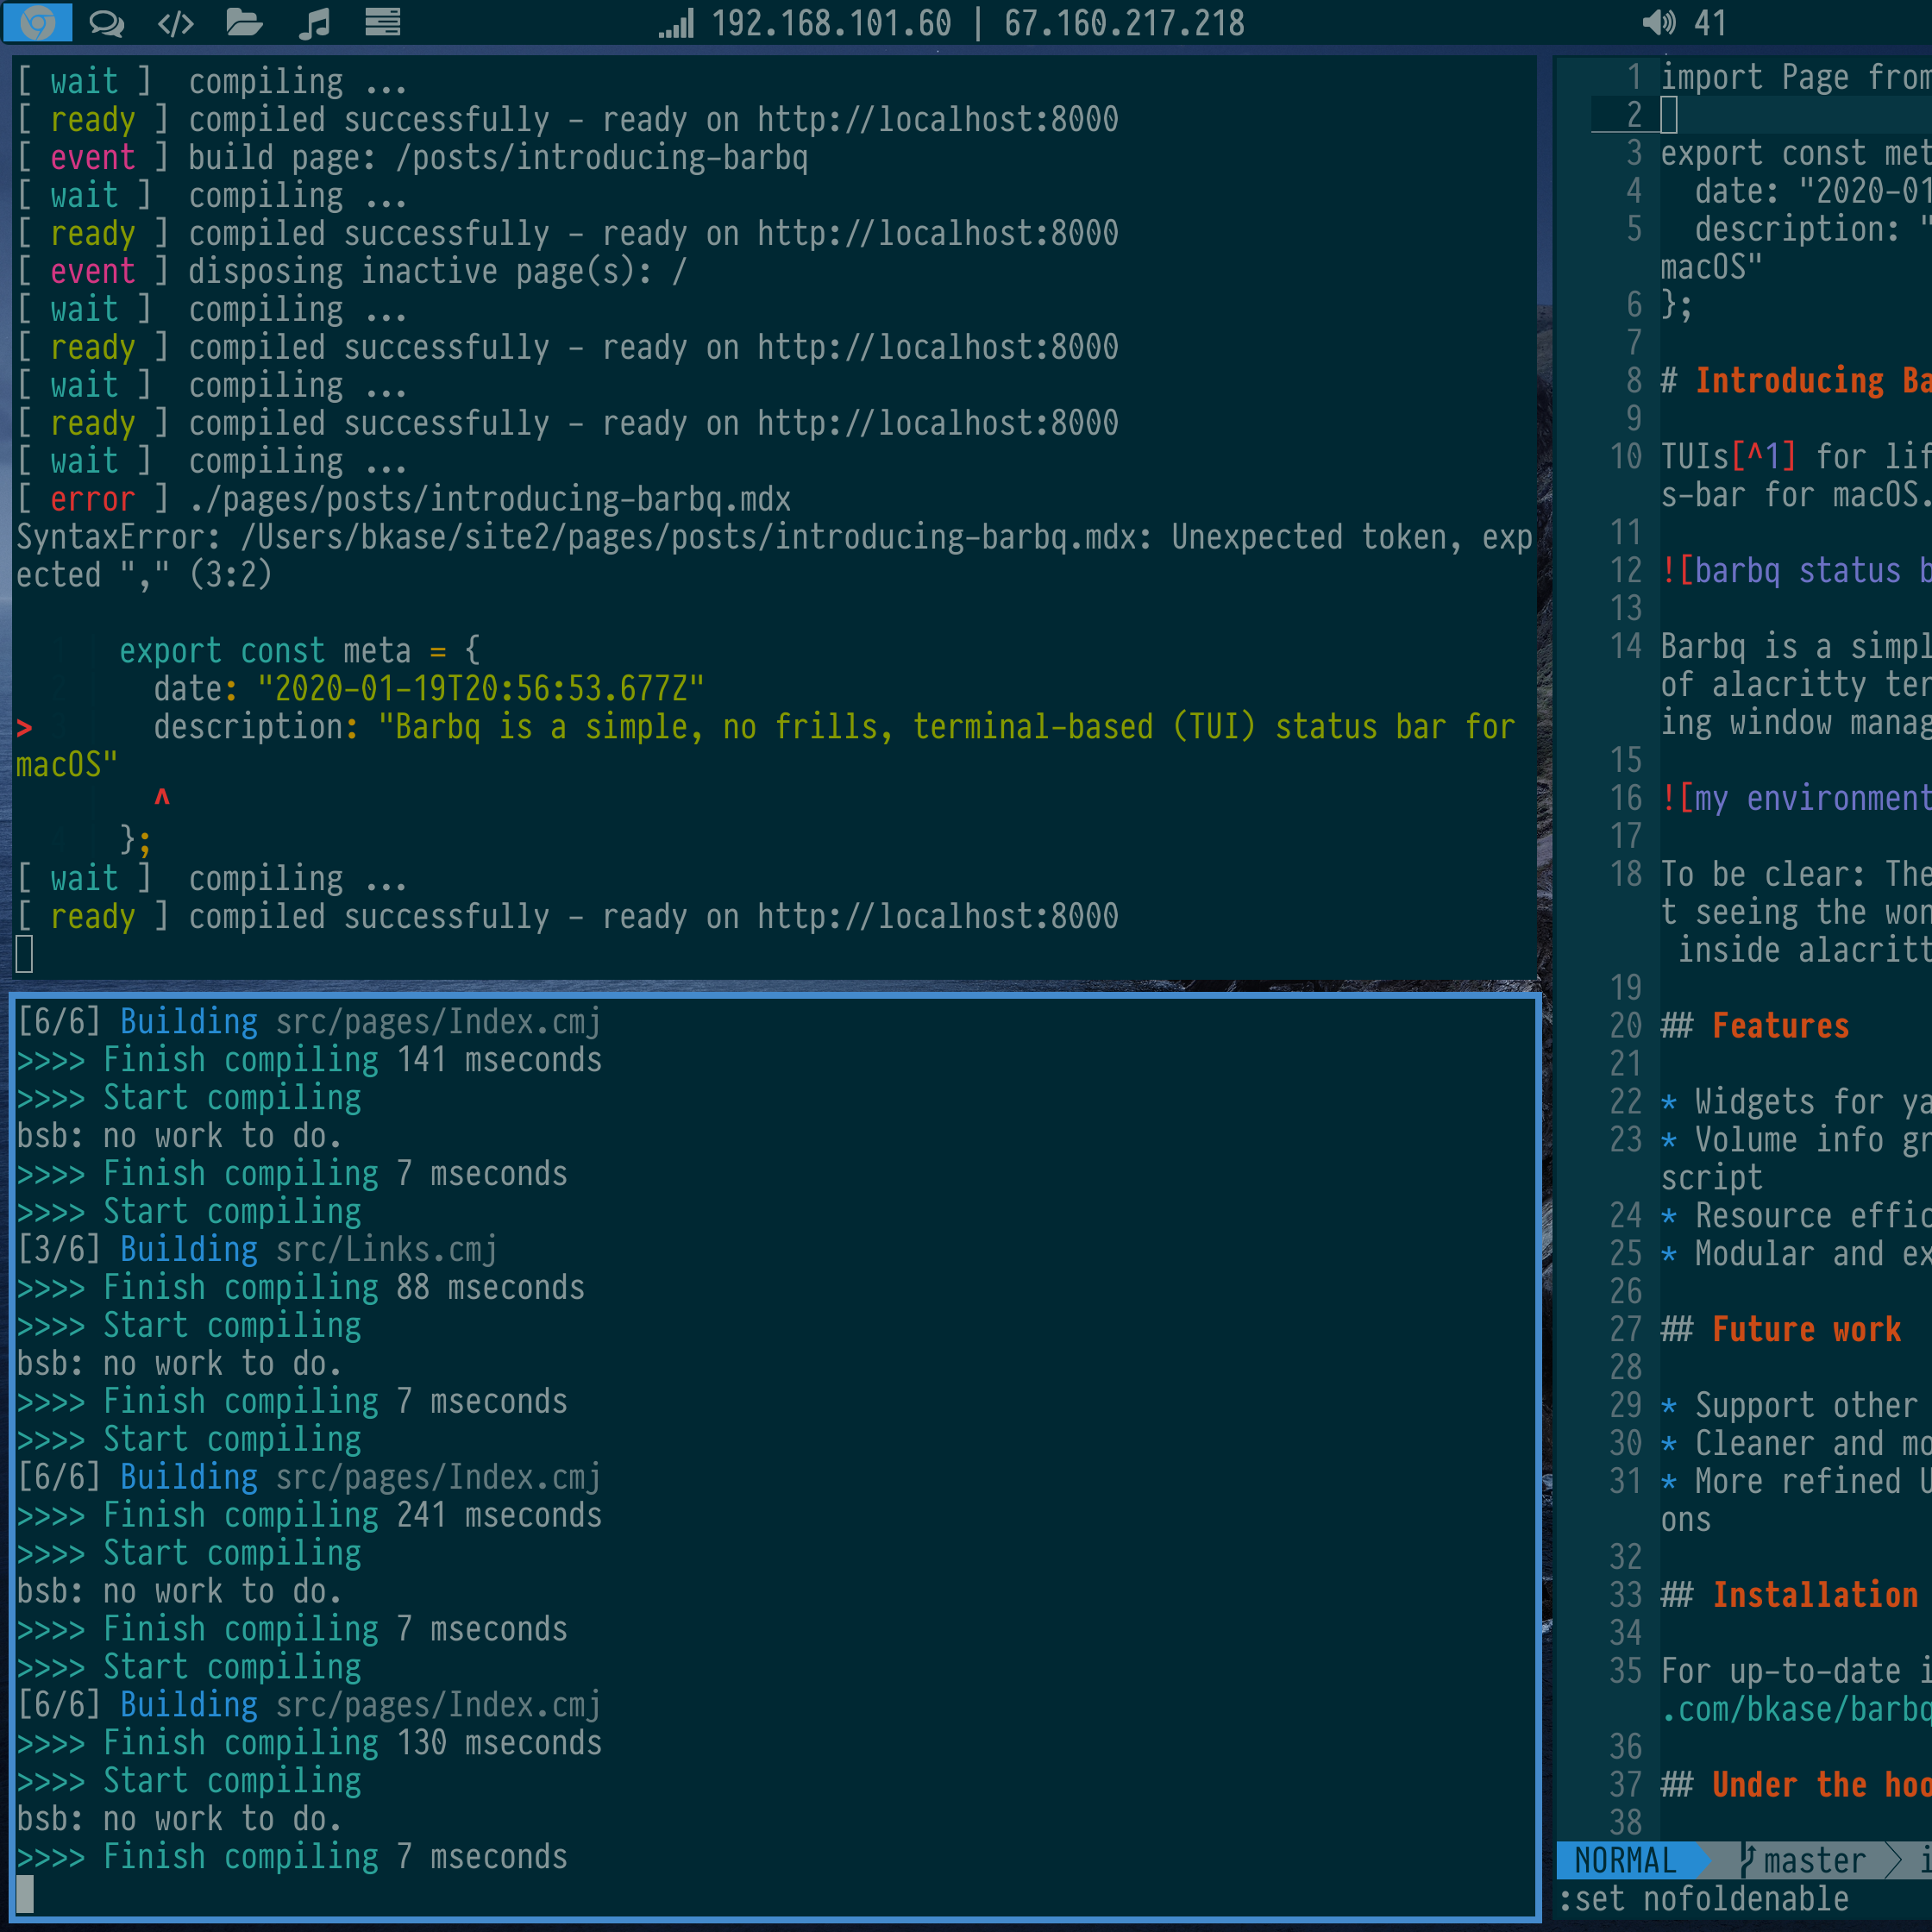 192.168.101.60 | 67.160.217.218
41
[ wait ]  compiling ...
[ ready ] compiled successfully - ready on http://localhost:8000
[ event ] build page: /posts/introducing-barbq
[ wait ]  compiling ...
[ ready ] compiled successfully - ready on http://localhost:8000
[ event ] disposing inactive page(s): /
[ wait ]  compiling ...
[ ready ] compiled successfully - ready on http://localhost:8000
[ wait ]  compiling ...
[ ready ] compiled successfully - ready on http://localhost:8000
[ wait ]  compiling ...
[ error ] ./pages/posts/introducing-barbq.mdx
SyntaxError: /Users/bkase/site2/pages/posts/introducing-barbq.mdx: Unexpected token, exp
ected "," (3:2)
export const meta = {
date: "2020-01-19T20:56:53.677Z"
> description: "Barbq is a simple, no frills, terminal-based (TUI) status bar for
macOS"
^
};
[ wait ]  compiling ...
[ ready ] compiled successfully - ready on http://localhost:8000
[6/6] Building src/pages/Index.cmj
>>>> Finish compiling 141 mseconds
>>>> Start compiling
bsb: no work to do.
>>>> Finish compiling 7 mseconds
>>>> Start compiling
[3/6] Building src/Links.cmj
>>>> Finish compiling 88 mseconds
>>>> Start compiling
bsb: no work to do.
>>>> Finish compiling 7 mseconds
>>>> Start compiling
[6/6] Building src/pages/Index.cmj
>>>> Finish compiling 241 mseconds
>>>> Start compiling
bsb: no work to do.
>>>> Finish compiling 7 mseconds
>>>> Start compiling
[6/6] Building src/pages/Index.cmj
>>>> Finish compiling 130 mseconds
>>>> Start compiling
bsb: no work to do.
>>>> Finish compiling 7 mseconds
1 import Page from
2
3 export const met
4   date: "2020-01
5   description: "
macOS"
6 };
7
8 # Introducing Ba
9
10 TUIs[^1] for lif
s-bar for macOS.
11
12 ![barbq status b
13
14 Barbq is a simpl
of alacritty ter
ing window manag
15
16 ![my environment
17
18 To be clear: The
t seeing the won
inside alacritt
19
20 ## Features
21
22 * Widgets for ya
23 * Volume info gr
script
24 * Resource effic
25 * Modular and ex
26
27 ## Future work
28
29 * Support other
30 * Cleaner and mo
31 * More refined U
ons
32
33 ## Installation
34
35 For up-to-date i
.com/bkase/barbq
36
37 ## Under the hoo
38
NORMAL master i
:set nofoldenable